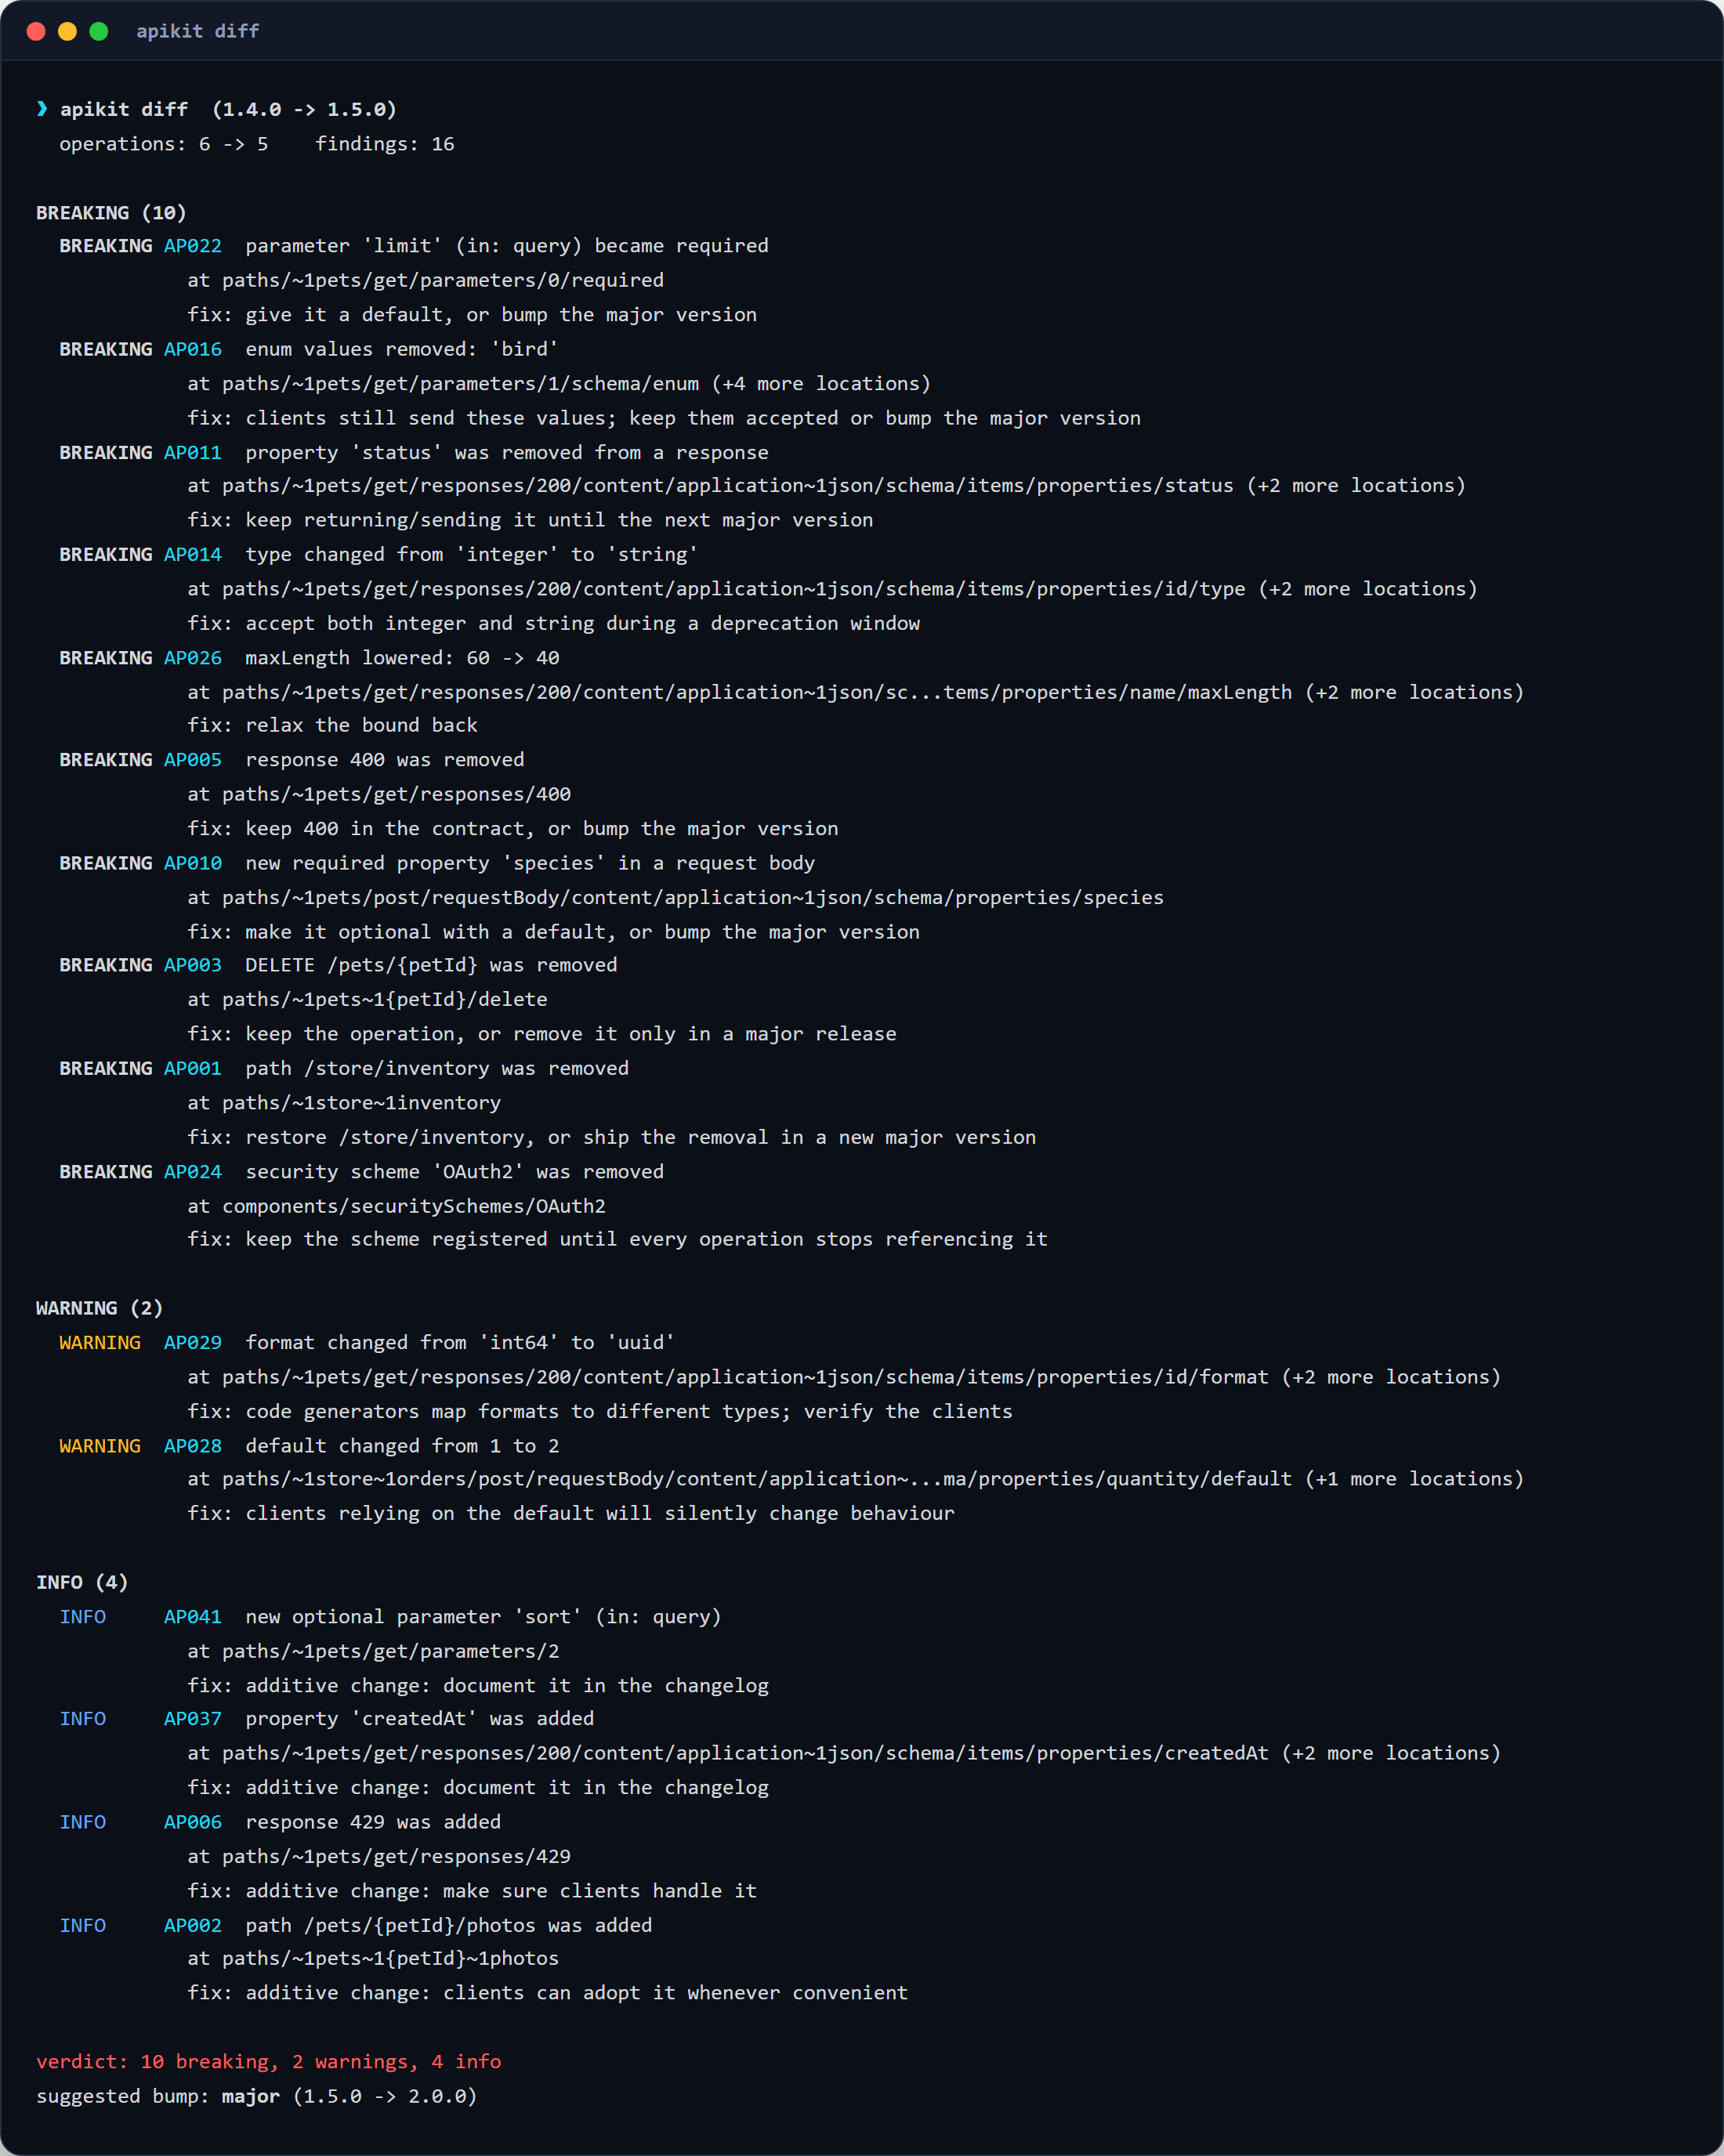 apikit diff
❯ apikit diff  (1.4.0 -> 1.5.0)
operations: 6 -> 5    findings: 16
BREAKING (10)
BREAKING AP022  parameter 'limit' (in: query) became required
at paths/~1pets/get/parameters/0/required
fix: give it a default, or bump the major version
BREAKING AP016  enum values removed: 'bird'
at paths/~1pets/get/parameters/1/schema/enum (+4 more locations)
fix: clients still send these values; keep them accepted or bump the major version
BREAKING AP011  property 'status' was removed from a response
at paths/~1pets/get/responses/200/content/application~1json/schema/items/properties/status (+2 more locations)
fix: keep returning/sending it until the next major version
BREAKING AP014  type changed from 'integer' to 'string'
at paths/~1pets/get/responses/200/content/application~1json/schema/items/properties/id/type (+2 more locations)
fix: accept both integer and string during a deprecation window
BREAKING AP026  maxLength lowered: 60 -> 40
at paths/~1pets/get/responses/200/content/application~1json/sc...tems/properties/name/maxLength (+2 more locations)
fix: relax the bound back
BREAKING AP005  response 400 was removed
at paths/~1pets/get/responses/400
fix: keep 400 in the contract, or bump the major version
BREAKING AP010  new required property 'species' in a request body
at paths/~1pets/post/requestBody/content/application~1json/schema/properties/species
fix: make it optional with a default, or bump the major version
BREAKING AP003  DELETE /pets/{petId} was removed
at paths/~1pets~1{petId}/delete
fix: keep the operation, or remove it only in a major release
BREAKING AP001  path /store/inventory was removed
at paths/~1store~1inventory
fix: restore /store/inventory, or ship the removal in a new major version
BREAKING AP024  security scheme 'OAuth2' was removed
at components/securitySchemes/OAuth2
fix: keep the scheme registered until every operation stops referencing it
WARNING (2)
WARNING  AP029  format changed from 'int64' to 'uuid'
at paths/~1pets/get/responses/200/content/application~1json/schema/items/properties/id/format (+2 more locations)
fix: code generators map formats to different types; verify the clients
WARNING  AP028  default changed from 1 to 2
at paths/~1store~1orders/post/requestBody/content/application~...ma/properties/quantity/default (+1 more locations)
fix: clients relying on the default will silently change behaviour
INFO (4)
INFO     AP041  new optional parameter 'sort' (in: query)
at paths/~1pets/get/parameters/2
fix: additive change: document it in the changelog
INFO     AP037  property 'createdAt' was added
at paths/~1pets/get/responses/200/content/application~1json/schema/items/properties/createdAt (+2 more locations)
fix: additive change: document it in the changelog
INFO     AP006  response 429 was added
at paths/~1pets/get/responses/429
fix: additive change: make sure clients handle it
INFO     AP002  path /pets/{petId}/photos was added
at paths/~1pets~1{petId}~1photos
fix: additive change: clients can adopt it whenever convenient
verdict: 10 breaking, 2 warnings, 4 info
suggested bump: major (1.5.0 -> 2.0.0)